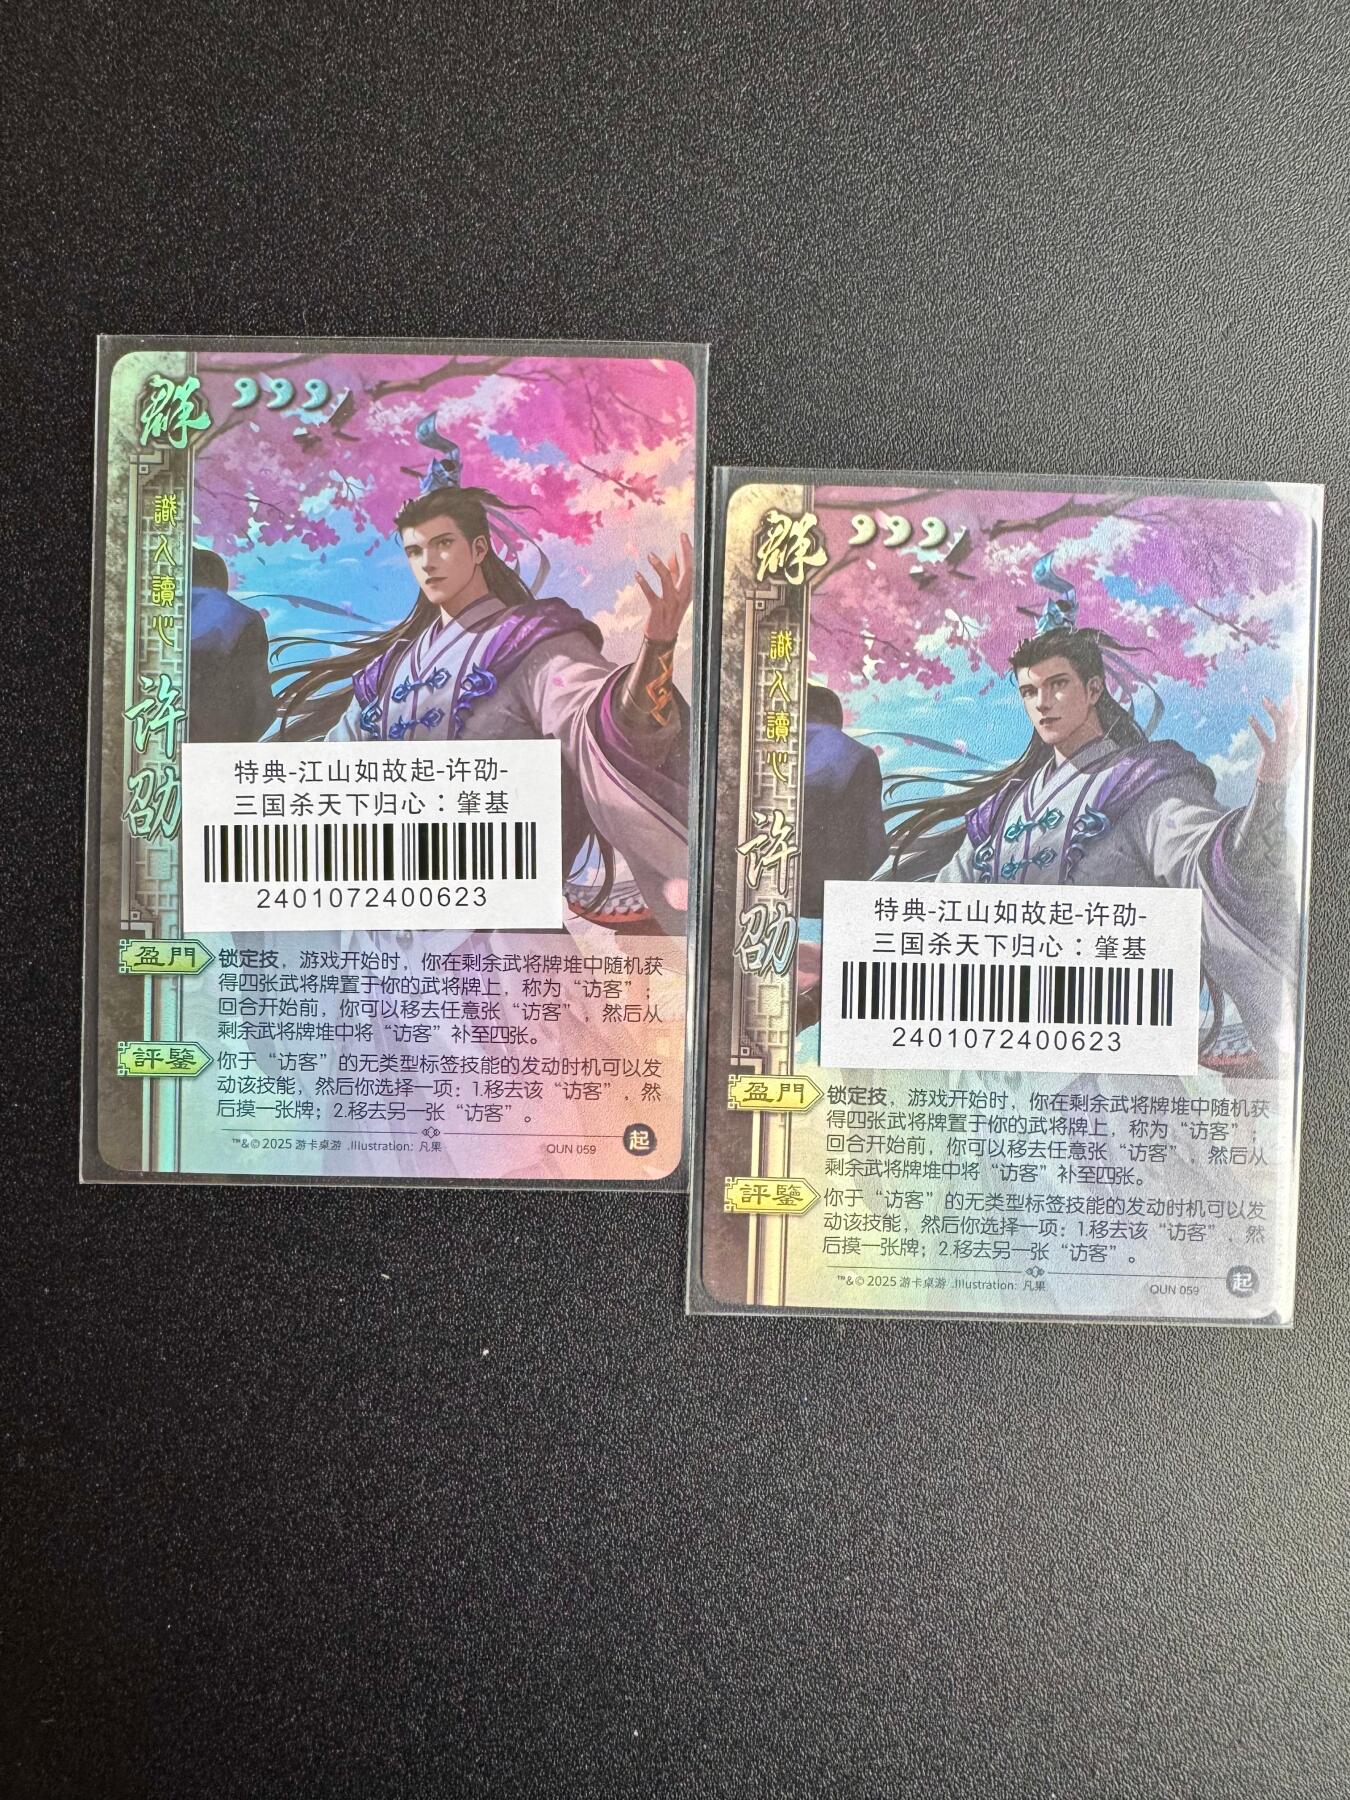 群
識人讀心
许劭
特典-江山如故起-许劭-
三国杀天下归心：肇基
2401072400623
盈門
锁定技，游戏开始时，你在剩余武将牌堆中随机获
得四张武将牌置于你的武将牌上，称为“访客”；
回合开始前，你可以移去任意张“访客”，然后从
剩余武将牌堆中将“访客”补至四张。
評鑒
你于“访客”的无类型标签技能的发动时机可以发
动该技能，然后你选择一项：1.移去该“访客”，然
后摸一张牌；2.移去另一张“访客”。
™&© 2025 游卡桌游 .Illustration: 凡果
QUN 059
起
群
識人讀心
许劭
特典-江山如故起-许劭-
三国杀天下归心：肇基
2401072400623
盈門
锁定技，游戏开始时，你在剩余武将牌堆中随机获
得四张武将牌置于你的武将牌上，称为“访客”；
回合开始前，你可以移去任意张“访客”，然后从
剩余武将牌堆中将“访客”补至四张。
評鑒
你于“访客”的无类型标签技能的发动时机可以发
动该技能，然后你选择一项：1.移去该“访客”，然
后摸一张牌；2.移去另一张“访客”。
™&© 2025 游卡桌游 .Illustration: 凡果
QUN 059
起